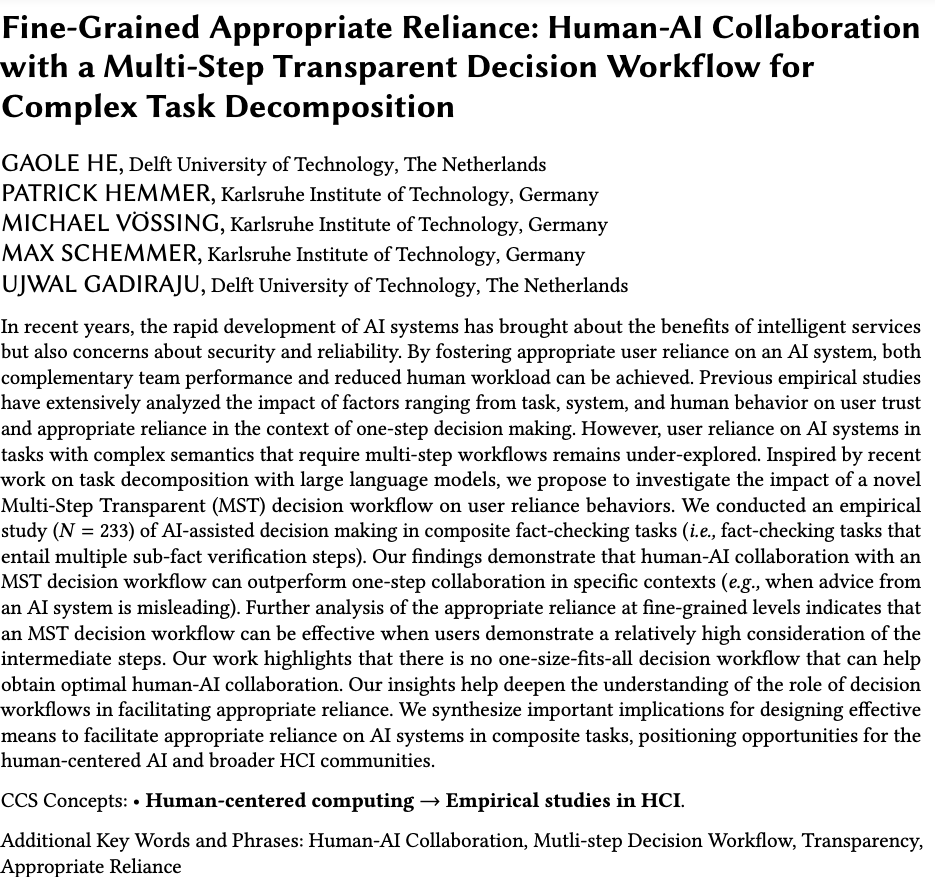 Fine-Grained Appropriate Reliance: Human-AI Collaboration
with a Multi-Step Transparent Decision Workflow for
Complex Task Decomposition
GAOLE HE, Delft University of Technology, The Netherlands
PATRICK HEMMER, Karlsruhe Institute of Technology, Germany
MICHAEL VÖSSING, Karlsruhe Institute of Technology, Germany
MAX SCHEMMER, Karlsruhe Institute of Technology, Germany
UJWAL GADIRAJU, Delft University of Technology, The Netherlands
In recent years, the rapid development of AI systems has brought about the benefits of intelligent services
but also concerns about security and reliability. By fostering appropriate user reliance on an AI system, both
complementary team performance and reduced human workload can be achieved. Previous empirical studies
have extensively analyzed the impact of factors ranging from task, system, and human behavior on user trust
and appropriate reliance in the context of one-step decision making. However, user reliance on AI systems in
tasks with complex semantics that require multi-step workflows remains under-explored. Inspired by recent
work on task decomposition with large language models, we propose to investigate the impact of a novel
Multi-Step Transparent (MST) decision workflow on user reliance behaviors. We conducted an empirical
study (N = 233) of AI-assisted decision making in composite fact-checking tasks (i.e., fact-checking tasks that
entail multiple sub-fact verification steps). Our findings demonstrate that human-AI collaboration with an
MST decision workflow can outperform one-step collaboration in specific contexts (e.g., when advice from
an AI system is misleading). Further analysis of the appropriate reliance at fine-grained levels indicates that
an MST decision workflow can be effective when users demonstrate a relatively high consideration of the
intermediate steps. Our work highlights that there is no one-size-fits-all decision workflow that can help
obtain optimal human-AI collaboration. Our insights help deepen the understanding of the role of decision
workflows in facilitating appropriate reliance. We synthesize important implications for designing effective
means to facilitate appropriate reliance on AI systems in composite tasks, positioning opportunities for the
human-centered AI and broader HCI communities.
CCS Concepts: • Human-centered computing → Empirical studies in HCI.
Additional Key Words and Phrases: Human-AI Collaboration, Mutli-step Decision Workflow, Transparency,
Appropriate Reliance